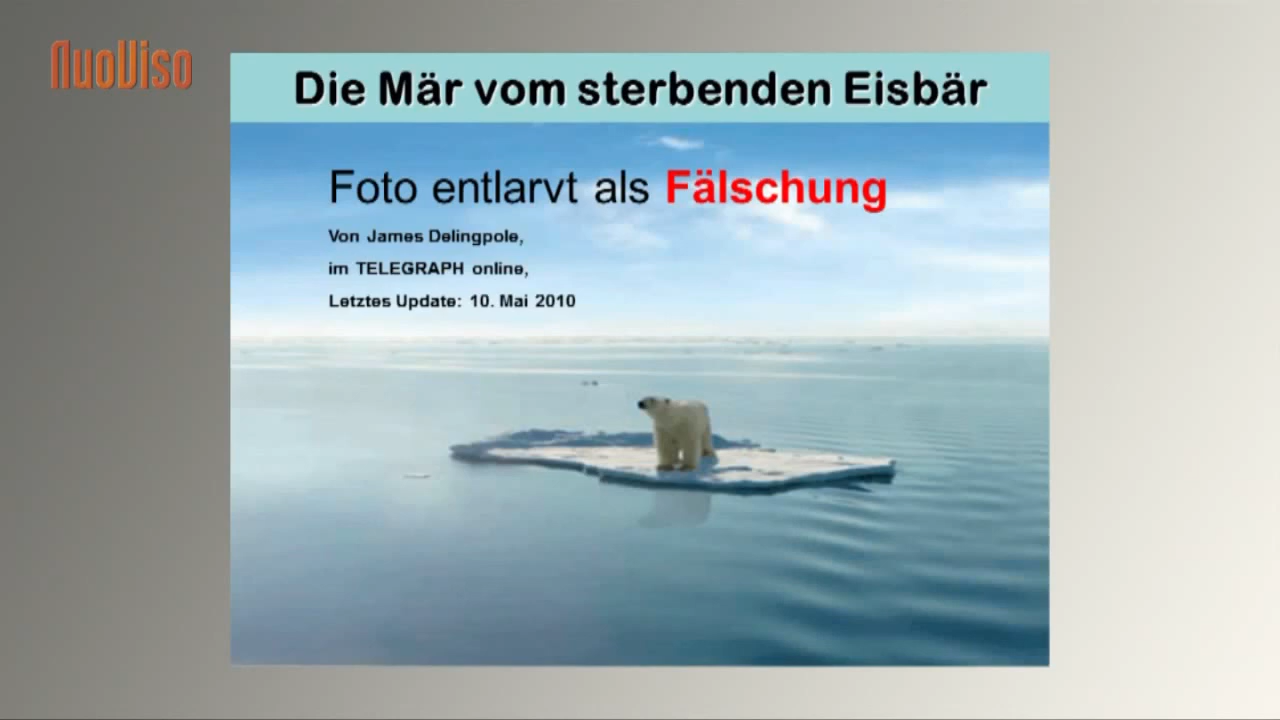 NuoViso
Die Mär vom sterbenden Eisbär
Foto entlarvt als Fälschung
Von James Delingpole,
im TELEGRAPH online,
Letztes Update: 10. Mai 2010